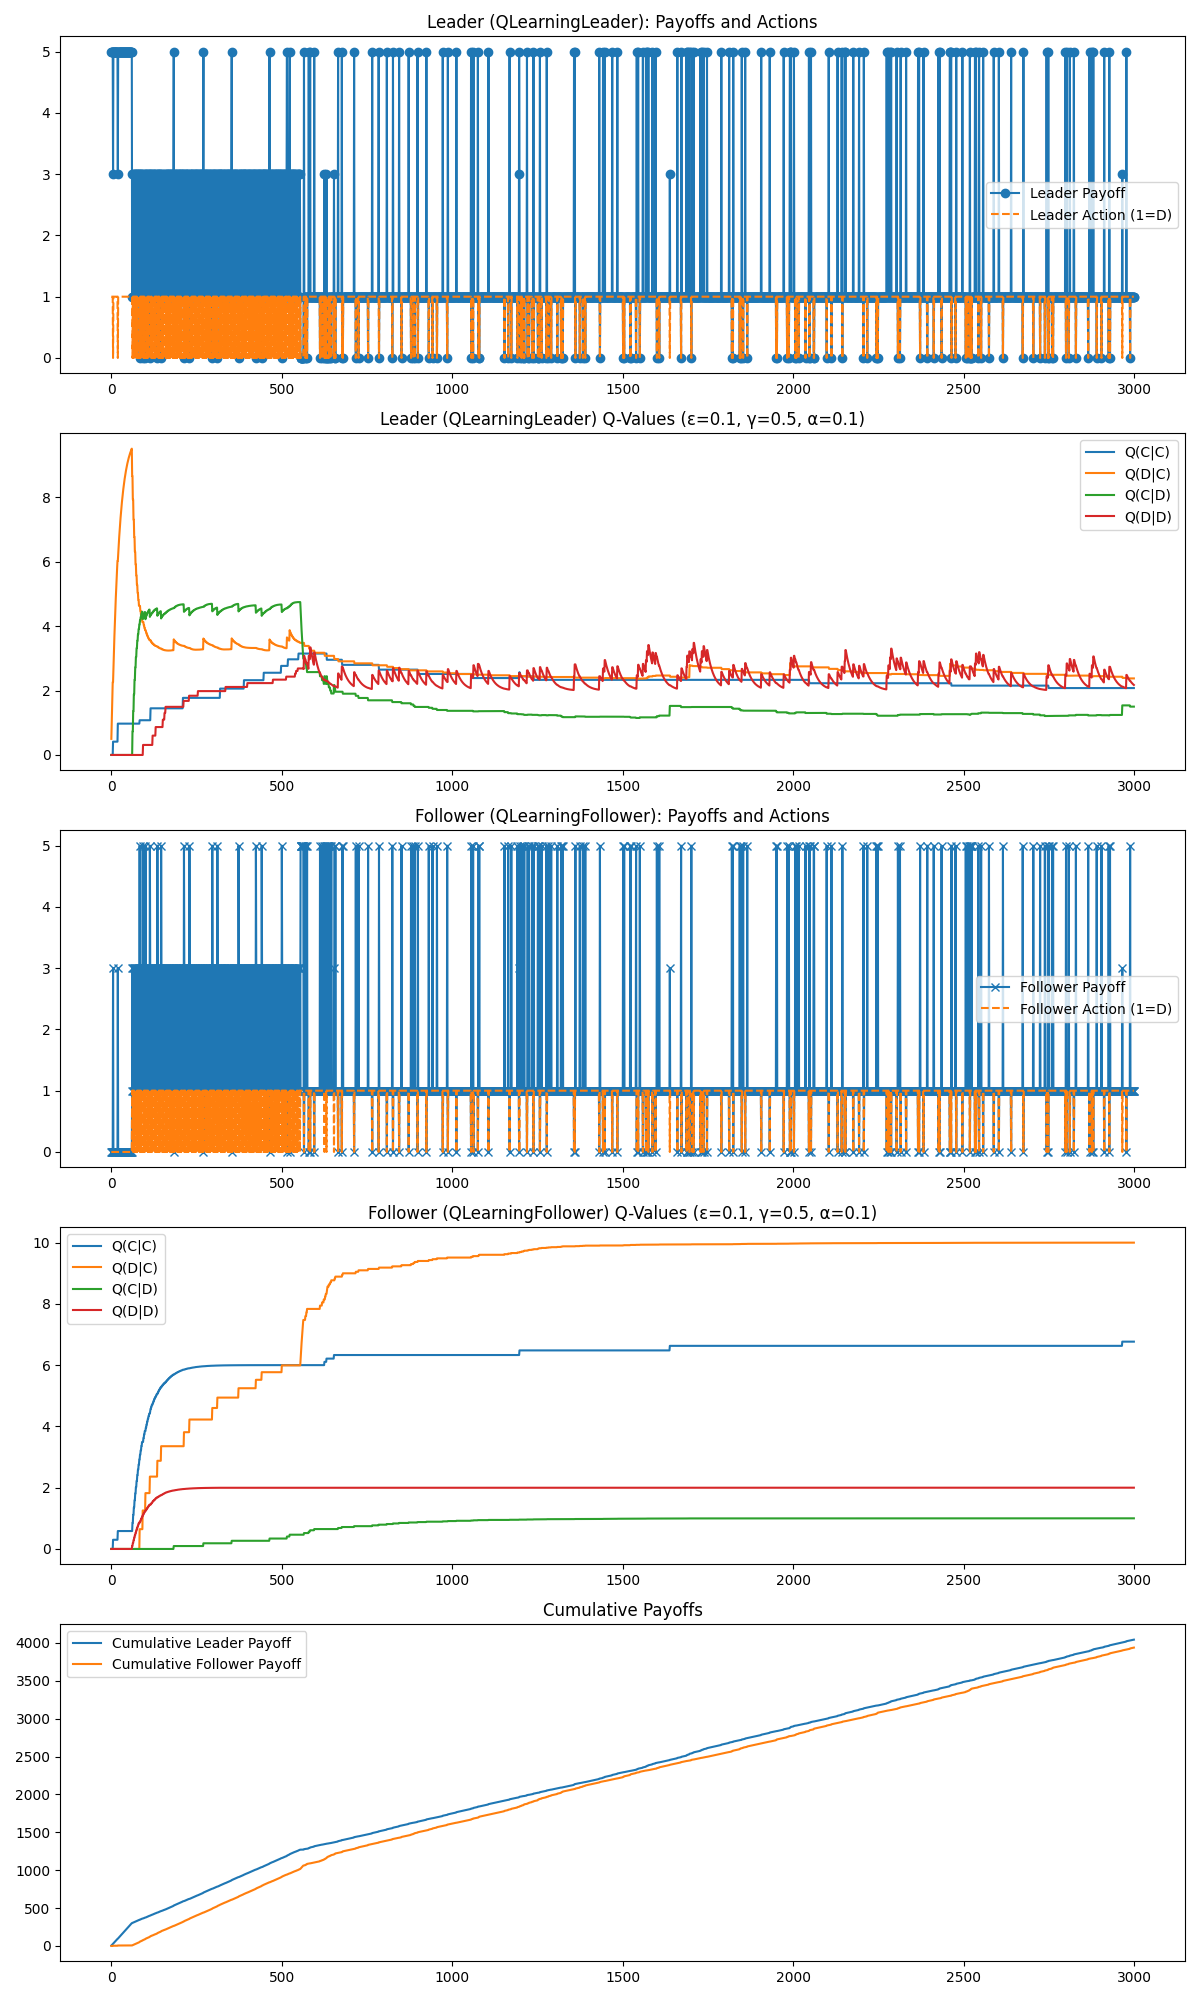 Leader (QLearningLeader): Payoffs and Actions
5
4
3
2
1
0
Leader Payoff
Leader Action (1=D)
0 500 1000 1500 2000 2500 3000
Leader (QLearningLeader) Q-Values (ε=0.1, γ=0.5, α=0.1)
8
6
4
2
0
Q(C|C)
Q(D|C)
Q(C|D)
Q(D|D)
0 500 1000 1500 2000 2500 3000
Follower (QLearningFollower): Payoffs and Actions
5
4
3
2
1
0
Follower Payoff
Follower Action (1=D)
0 500 1000 1500 2000 2500 3000
Follower (QLearningFollower) Q-Values (ε=0.1, γ=0.5, α=0.1)
10
8
6
4
2
0
Q(C|C)
Q(D|C)
Q(C|D)
Q(D|D)
0 500 1000 1500 2000 2500 3000
Cumulative Payoffs
4000
3500
3000
2500
2000
1500
1000
500
0
Cumulative Leader Payoff
Cumulative Follower Payoff
0 500 1000 1500 2000 2500 3000